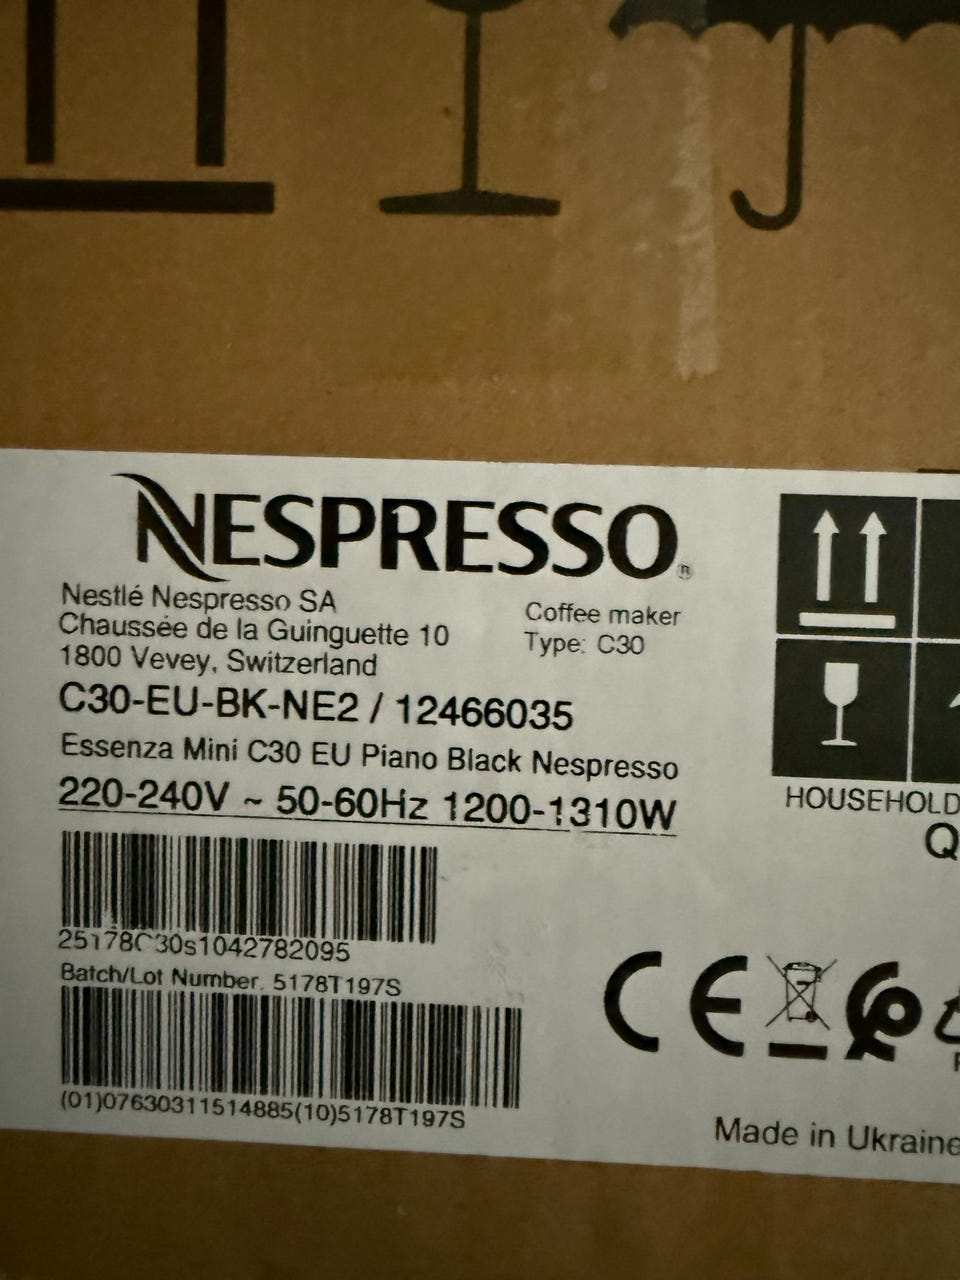 NESPRESSO®
Nestlé Nespresso SA
Chaussée de la Guinguette 10
1800 Vevey, Switzerland
Coffee maker
Type: C30
C30-EU-BK-NE2 / 12466035
Essenza Mini C30 EU Piano Black Nespresso
220-240V ~ 50-60Hz 1200-1310W
HOUSEHOLD
Q
25178C30s1042782095
Batch/Lot Number. 5178T197S
(01)07630311514885(10)5178T197S
CE
Made in Ukraine